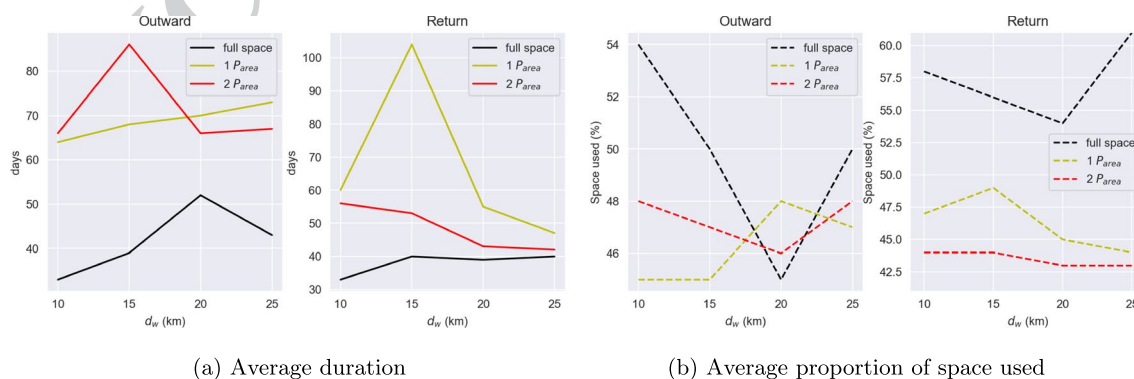 Outward
80
70
60
50
40
days
10 15 20 25
d_w (km)
full space
1 P_area
2 P_area
Return
100
90
80
70
60
50
40
30
days
10 15 20 25
d_w (km)
full space
1 P_area
2 P_area
(a) Average duration
Outward
54
52
50
48
46
Space used (%)
10 15 20 25
d_w (km)
full space
1 P_area
2 P_area
Return
60.0
57.5
55.0
52.5
50.0
47.5
45.0
42.5
Space used (%)
10 15 20 25
d_w (km)
full space
1 P_area
2 P_area
(b) Average proportion of space used